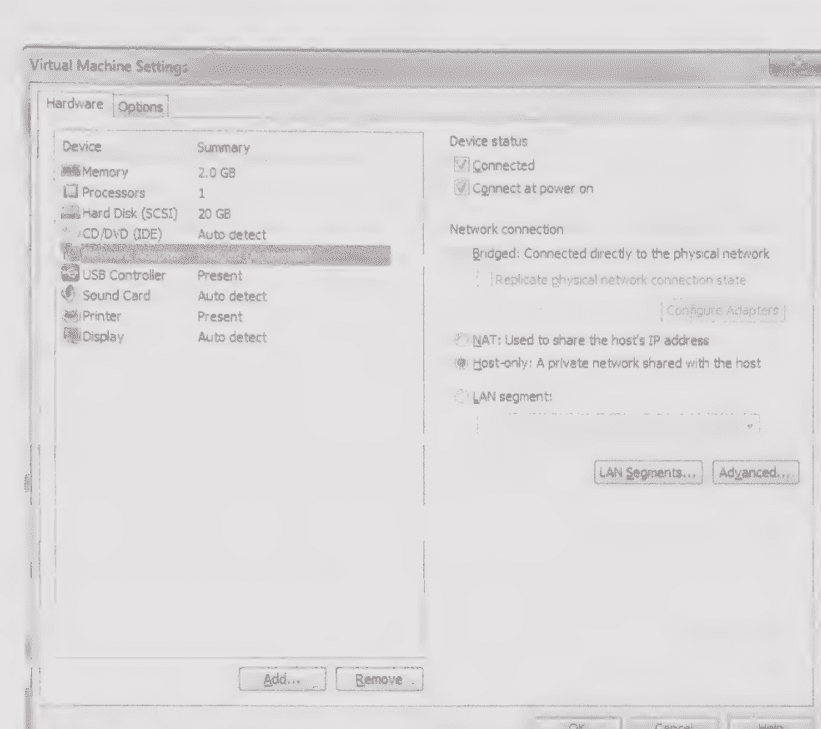 Virtual Machine Settings
Hardware Options
Device Summary
Memory 2.0 GB
Processors 1
Hard Disk (SCSI) 20 GB
CD/DVD (IDE) Auto detect
USB Controller Present
Sound Card Auto detect
Printer Present
Display Auto detect
Add... Remove
Device status
Connected
Connect at power on
Network connection
Bridged: Connected directly to the physical network
Replicate physical network connection state
Configure Adapters
NAT: Used to share the host's IP address
Host-only: A private network shared with the host
LAN segment:
LAN Segments... Advanced...
OK Cancel Help